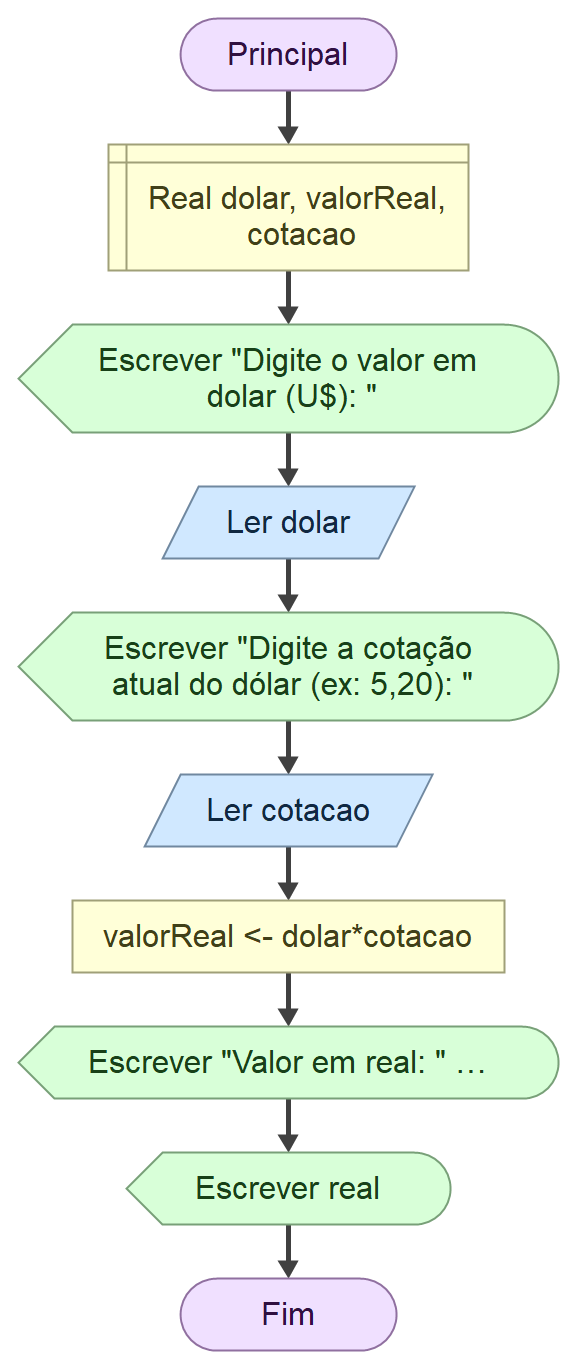 Principal
Real dolar, valorReal,
cotacao
Escrever "Digite o valor em
dolar (U$): "
Ler dolar
Escrever "Digite a cotação
atual do dólar (ex: 5,20): "
Ler cotacao
valorReal <- dolar*cotacao
Escrever "Valor em real: " …
Escrever real
Fim